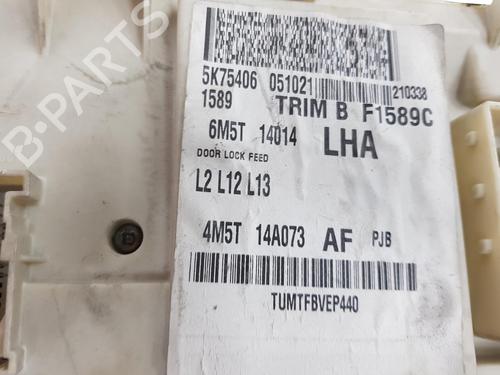 5K75406 051021 210338
1589 TRIM B F1589C
6M5T 14014 LHA
DOOR LOCK FEED
L2 L12 L13
4M5T 14A073 AF PJB
TUMTFBVEP440
B-PARTS